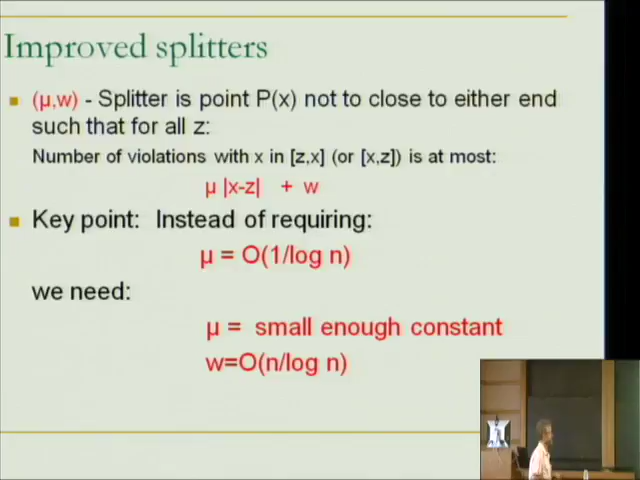 Improved splitters
(μ,w) - Splitter is point P(x) not to close to either end
such that for all z:
Number of violations with x in [z,x] (or [x,z]) is at most:
μ |x-z| + w
Key point: Instead of requiring:
μ = O(1/log n)
we need:
μ = small enough constant
w=O(n/log n)